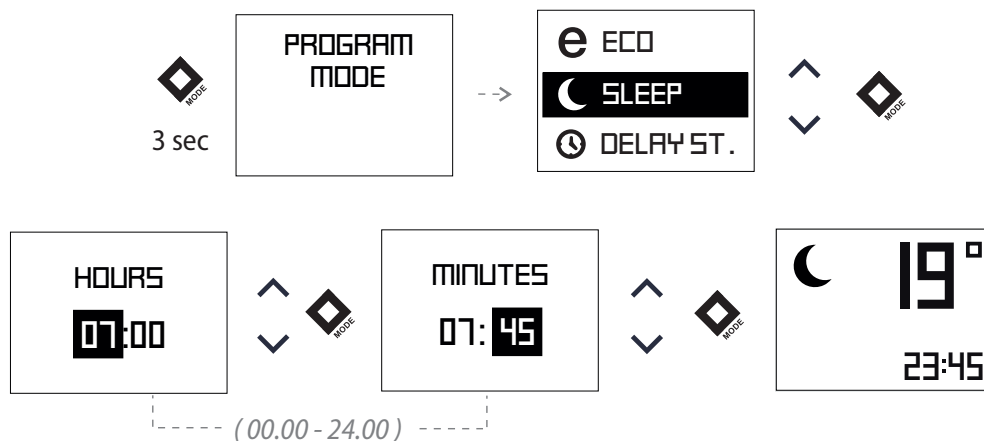 MODE
3 sec
PROGRAM
MODE
e ECO
SLEEP
DELAY ST.
MODE
HOURS
07:00
MODE
MINUTES
07: 45
MODE
19°
23:45
( 00.00 - 24.00 )